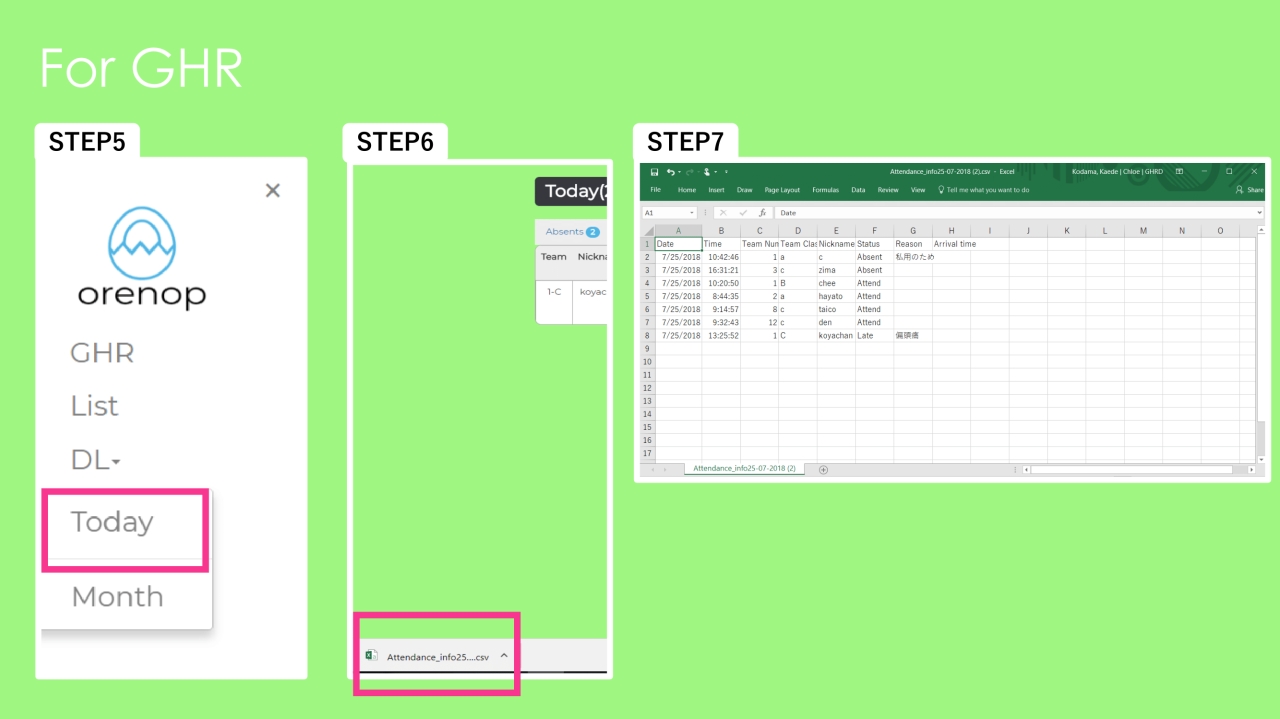 For GHR
STEP5
×
orenop
GHR
List
DL
Today
Month
STEP6
Today(
Absents 2
Team Nickna
1-C koyac
Attendance_info25....csv
STEP7
Attendance_info25-07-2018 (2).csv - Excel
Kodama, Kaede | Chloe | GHRD
File Home Insert Draw Page Layout Formulas Data Review View Tell me what you want to do Share
A1 fx Date
A B C D E F G H I J K L M N O
1 Date Time Team Nun Team Clas Nickname Status Reason Arrival time
2 7/25/2018 10:42:46 1 a c Absent 私用のため
3 7/25/2018 16:31:21 3 c zima Absent
4 7/25/2018 10:20:50 1 B chee Attend
5 7/25/2018 8:44:35 2 a hayato Attend
6 7/25/2018 9:14:57 8 c taico Attend
7 7/25/2018 9:32:43 12 c den Attend
8 7/25/2018 13:25:52 1 C koyachan Late 偏頭痛
9
10
11
12
13
14
15
16
17
Attendance_info25-07-2018 (2)